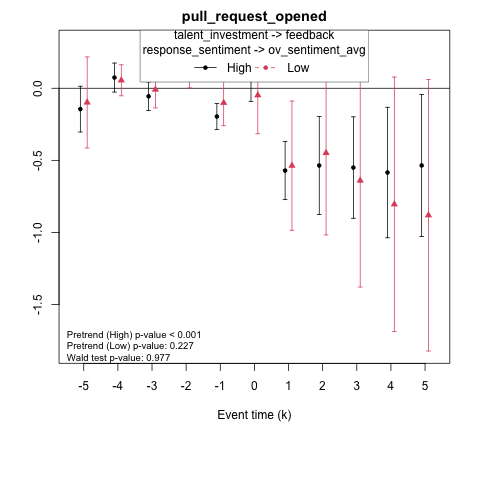 pull_request_opened
talent_investment -> feedback
response_sentiment -> ov_sentiment_avg
High
Low
0.0
-0.5
-1.0
-1.5
Pretrend (High) p-value < 0.001
Pretrend (Low) p-value: 0.227
Wald test p-value: 0.977
-5 -4 -3 -2 -1 0 1 2 3 4 5
Event time (k)